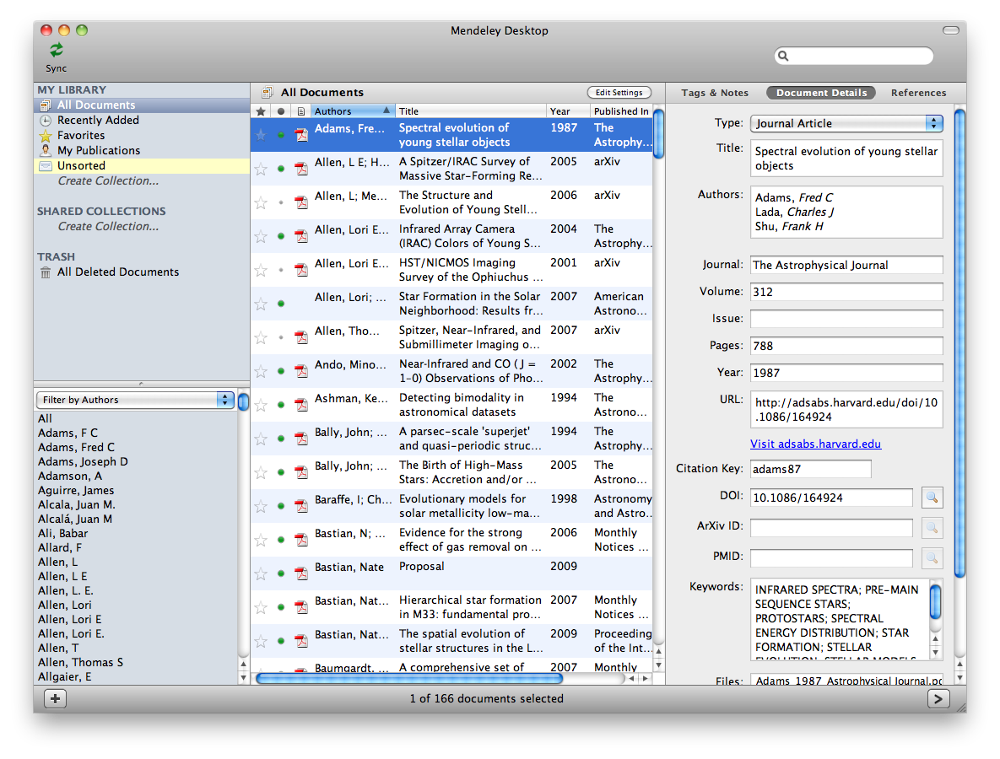 Mendeley Desktop
Sync
MY LIBRARY
All Documents
Recently Added
Favorites
My Publications
Unsorted
Create Collection...
SHARED COLLECTIONS
Create Collection...
TRASH
All Deleted Documents
Filter by Authors
All
Adams, F C
Adams, Fred C
Adams, Joseph D
Adamson, A
Aguirre, James
Alcala, Juan M.
Alcalá, Juan M
Ali, Babar
Allard, F
Allen, L
Allen, L E
Allen, L. E.
Allen, Lori
Allen, Lori E
Allen, Lori E.
Allen, T
Allen, Thomas S
Allgaier, E
All Documents
Edit Settings
Authors Title Year Published In
Adams, Fre... Spectral evolution of 1987 The
young stellar objects Astrophy...
Allen, L E; H... A Spitzer/IRAC Survey of 2005 arXiv
Massive Star-Forming Re...
Allen, L; Me... The Structure and 2006 arXiv
Evolution of Young Stell...
Allen, Lori E... Infrared Array Camera 2004 The
(IRAC) Colors of Young S... Astrophy...
Allen, Lori E... HST/NICMOS Imaging 2001 arXiv
Survey of the Ophiuchus ...
Allen, Lori; ... Star Formation in the Solar 2007 American
Neighborhood: Results fr... Astrono...
Allen, Tho... Spitzer, Near-Infrared, and 2007 arXiv
Submillimeter Imaging o...
Ando, Mino... Near-Infrared and CO ( J = 2002 The
1-0) Observations of Pho... Astrophy...
Ashman, Ke... Detecting bimodality in 1994 The
astronomical datasets Astrono...
Bally, John; ... A parsec-scale 'superjet' 1994 The
and quasi-periodic struc... Astrophy...
Bally, John; ... The Birth of High-Mass 2005 The
Stars: Accretion and/or ... Astrono...
Baraffe, I; Ch... Evolutionary models for 1998 Astronomy
solar metallicity low-ma... and Astro...
Bastian, N; ... Evidence for the strong 2006 Monthly
effect of gas removal on ... Notices ...
Bastian, Nate Proposal 2009
Bastian, Nat... Hierarchical star formation 2007 Monthly
in M33: fundamental pro... Notices ...
Bastian, Nat... The spatial evolution of 2009 Proceeding
stellar structures in the L... of the Int...
Baumgardt, ... A comprehensive set of 2007 Monthly
Tags & Notes Document Details References
Type: Journal Article
Title: Spectral evolution of young stellar
objects
Authors: Adams, Fred C
Lada, Charles J
Shu, Frank H
Journal: The Astrophysical Journal
Volume: 312
Issue:
Pages: 788
Year: 1987
URL: http://adsabs.harvard.edu/doi/10
.1086/164924
Visit adsabs.harvard.edu
Citation Key: adams87
DOI: 10.1086/164924
ArXiv ID:
PMID:
Keywords: INFRARED SPECTRA; PRE-MAIN
SEQUENCE STARS;
PROTOSTARS; SPECTRAL
ENERGY DISTRIBUTION; STAR
FORMATION; STELLAR
EVOLUTION; STELLAR MODELS
Files: Adams_1987_Astrophysical Journal.pd
1 of 166 documents selected